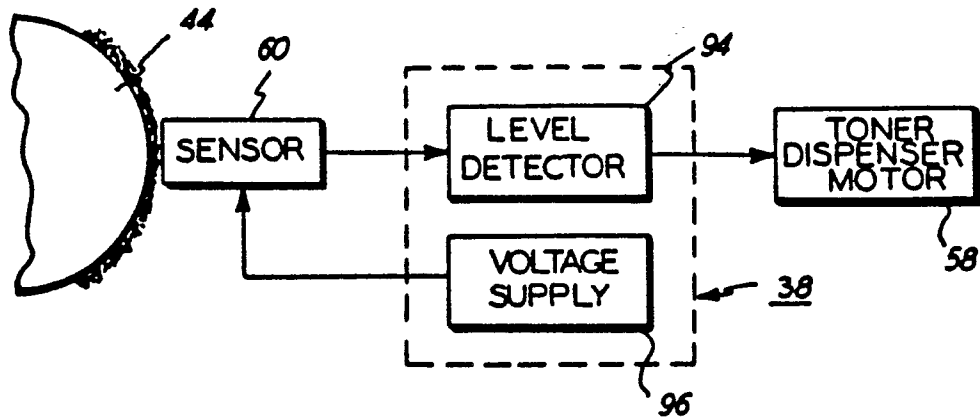 44
60
SENSOR
94
LEVEL
DETECTOR
TONER
DISPENSER
MOTOR
58
VOLTAGE
SUPPLY
38
96